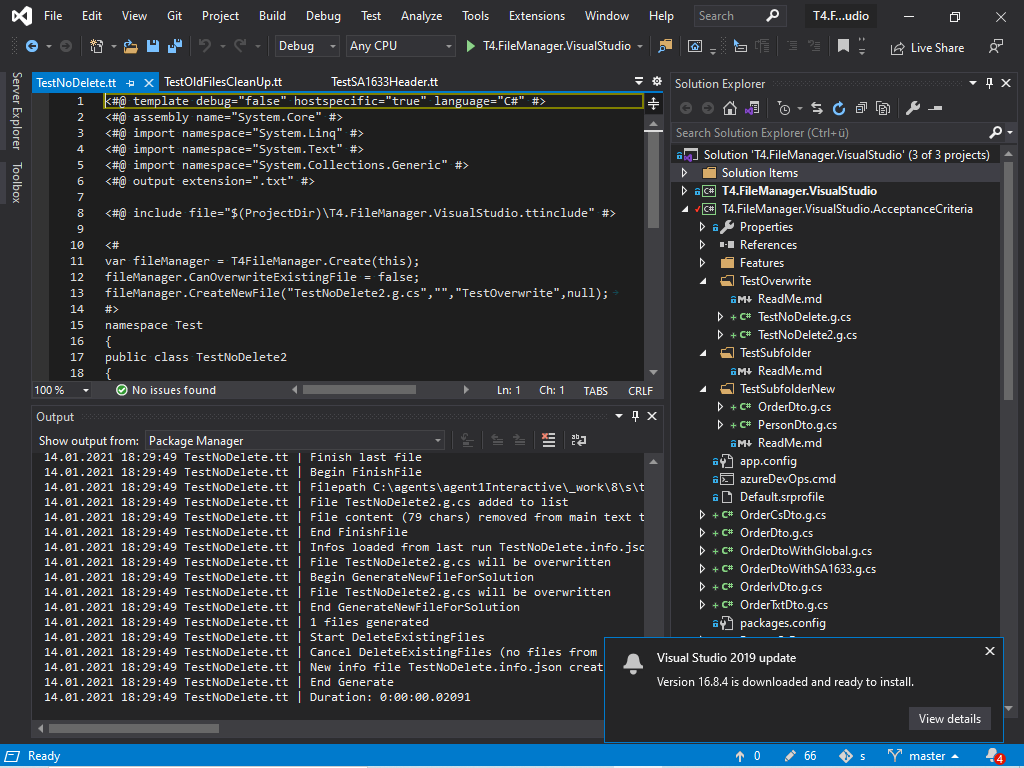 File Edit View Git Project Build Debug Test Analyze Tools Extensions Window Help Search T4.F...udio
Debug Any CPU T4.FileManager.VisualStudio Live Share
Server Explorer
Toolbox
TestNoDelete.tt TestOldFilesCleanUp.tt TestSA1633Header.tt
1 <#@ template debug="false" hostspecific="true" language="C#" #>
2 <#@ assembly name="System.Core" #>
3 <#@ import namespace="System.Linq" #>
4 <#@ import namespace="System.Text" #>
5 <#@ import namespace="System.Collections.Generic" #>
6 <#@ output extension=".txt" #>
7
8 <#@ include file="$(ProjectDir)\T4.FileManager.VisualStudio.ttinclude" #>
9
10 <#
11 var fileManager = T4FileManager.Create(this);
12 fileManager.CanOverwriteExistingFile = false;
13 fileManager.CreateNewFile("TestNoDelete2.g.cs","","TestOverwrite",null);
14 #>
15 namespace Test
16 {
17 public class TestNoDelete2
18 {
100 % No issues found Ln: 1 Ch: 1 TABS CRLF
Output
Show output from: Package Manager
14.01.2021 18:29:49 TestNoDelete.tt | Finish last file
14.01.2021 18:29:49 TestNoDelete.tt | Begin FinishFile
14.01.2021 18:29:49 TestNoDelete.tt | Filepath C:\agents\agent1Interactive\_work\8\s\t
14.01.2021 18:29:49 TestNoDelete.tt | File TestNoDelete2.g.cs added to list
14.01.2021 18:29:49 TestNoDelete.tt | File content (79 chars) removed from main text t
14.01.2021 18:29:49 TestNoDelete.tt | End FinishFile
14.01.2021 18:29:49 TestNoDelete.tt | Infos loaded from last run TestNoDelete.info.jso
14.01.2021 18:29:49 TestNoDelete.tt | File TestNoDelete2.g.cs will be overwritten
14.01.2021 18:29:49 TestNoDelete.tt | Begin GenerateNewFileForSolution
14.01.2021 18:29:49 TestNoDelete.tt | File TestNoDelete2.g.cs will be overwritten
14.01.2021 18:29:49 TestNoDelete.tt | End GenerateNewFileForSolution
14.01.2021 18:29:49 TestNoDelete.tt | 1 files generated
14.01.2021 18:29:49 TestNoDelete.tt | Start DeleteExistingFiles
14.01.2021 18:29:49 TestNoDelete.tt | Cancel DeleteExistingFiles (no files from
14.01.2021 18:29:49 TestNoDelete.tt | New info file TestNoDelete.info.json creat
14.01.2021 18:29:49 TestNoDelete.tt | End Generate
14.01.2021 18:29:49 TestNoDelete.tt | Duration: 0:00:00.02091
Solution Explorer
Search Solution Explorer (Ctrl+ü)
Solution 'T4.FileManager.VisualStudio' (3 of 3 projects)
Solution Items
C# T4.FileManager.VisualStudio
C# T4.FileManager.VisualStudio.AcceptanceCriteria
Properties
References
Features
TestOverwrite
M↓ ReadMe.md
+ C# TestNoDelete.g.cs
+ C# TestNoDelete2.g.cs
TestSubfolder
M↓ ReadMe.md
TestSubfolderNew
+ C# OrderDto.g.cs
+ C# PersonDto.g.cs
M↓ ReadMe.md
app.config
azureDevOps.cmd
Default.srprofile
+ C# OrderCsDto.g.cs
+ C# OrderDto.g.cs
+ C# OrderDtoWithGlobal.g.cs
+ C# OrderDtoWithSA1633.g.cs
+ C# OrderIvDto.g.cs
+ C# OrderTxtDto.g.cs
packages.config
Visual Studio 2019 update
Version 16.8.4 is downloaded and ready to install.
View details
Ready 0 66 s master 4